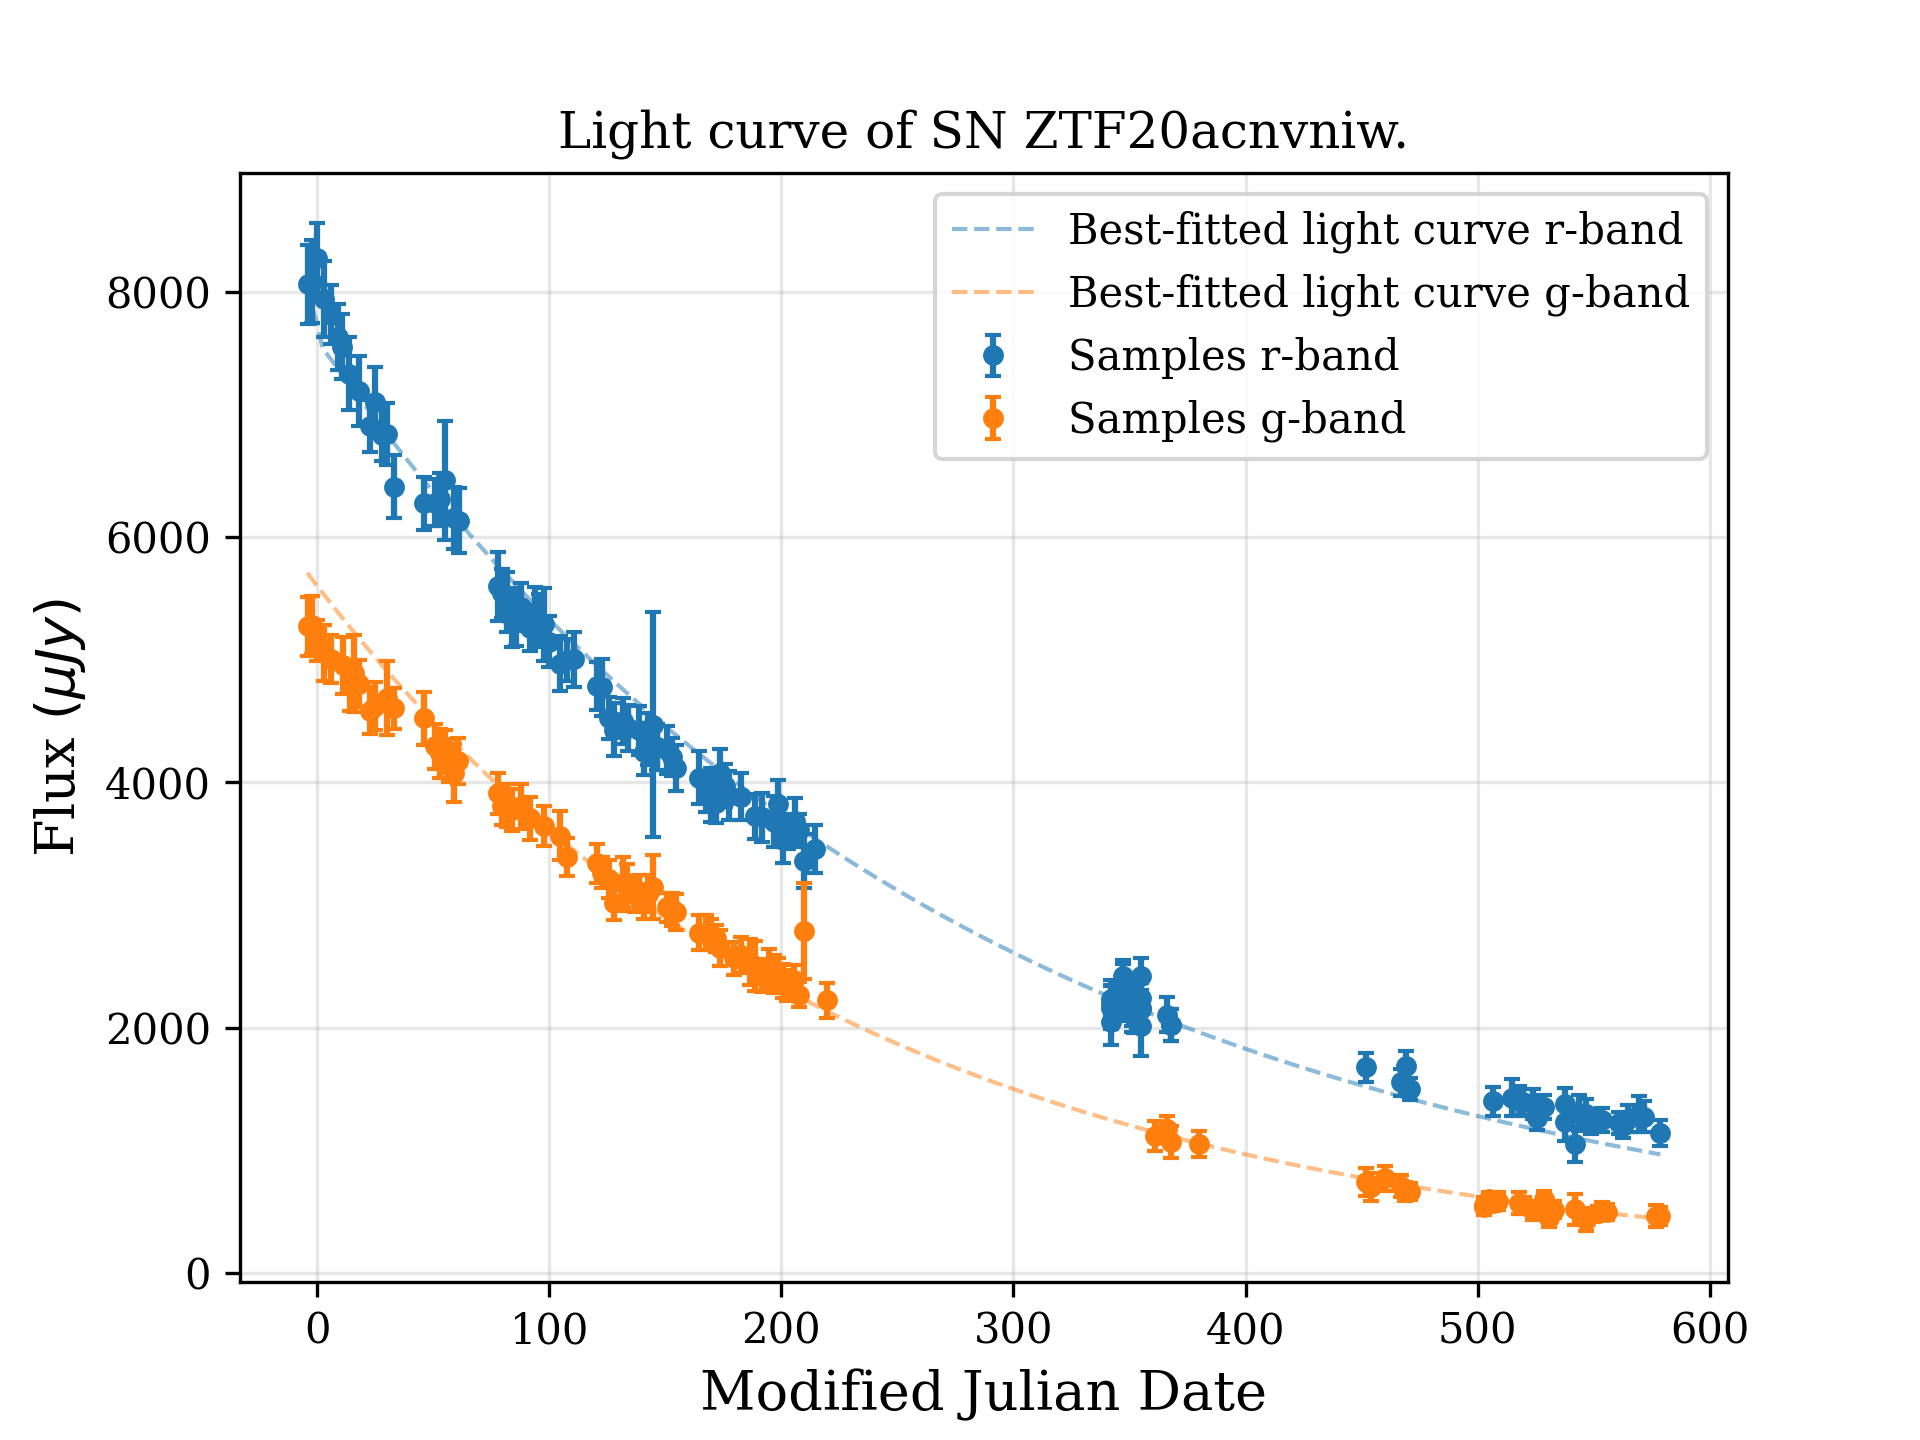 Light curve of SN ZTF20acnvniw.
Best-fitted light curve r-band
Best-fitted light curve g-band
Samples r-band
Samples g-band
8000
6000
4000
2000
0
Flux (μJy)
0 100 200 300 400 500 600
Modified Julian Date